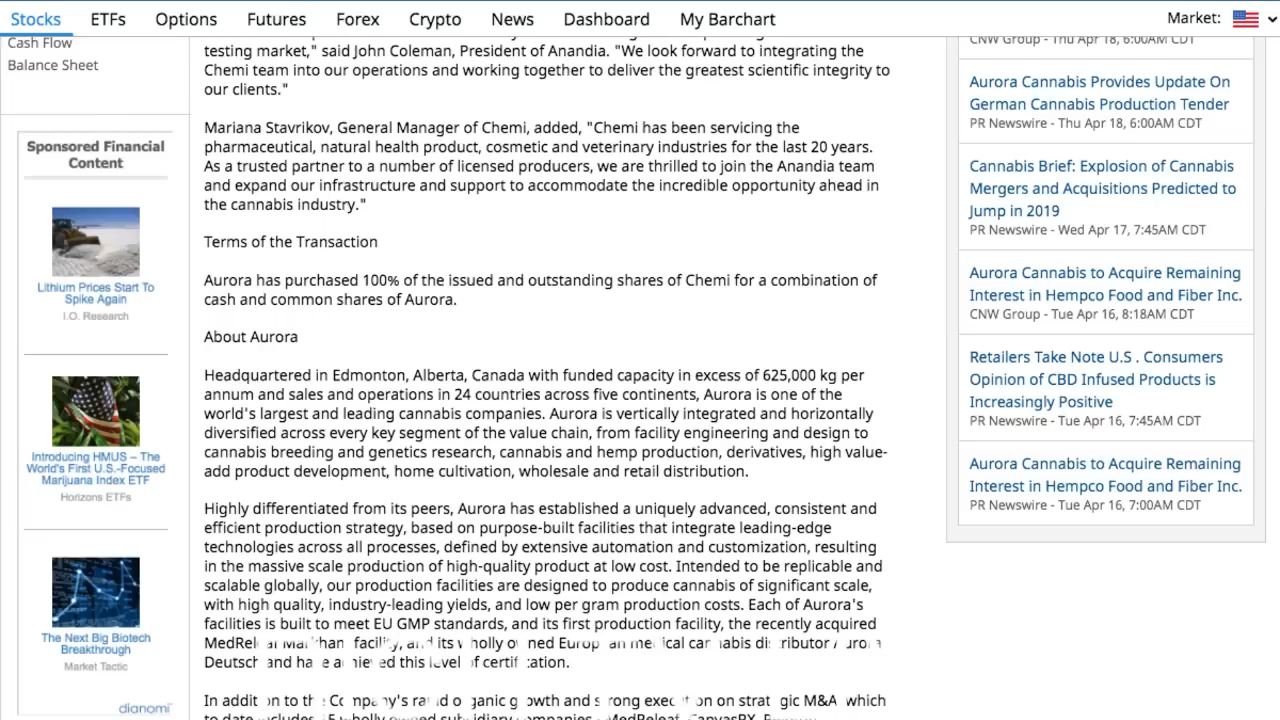 Stocks ETFs Options Futures Forex Crypto News Dashboard My Barchart Market:
Cash Flow
Balance Sheet
Sponsored Financial
Content
Lithium Prices Start To
Spike Again
I.O. Research
Introducing HMUS – The
World's First U.S.-Focused
Marijuana Index ETF
Horizons ETFs
The Next Big Biotech
Breakthrough
Market Tactic
dianomi
testing market," said John Coleman, President of Anandia. "We look forward to integrating the
Chemi team into our operations and working together to deliver the greatest scientific integrity to
our clients."
Mariana Stavrikov, General Manager of Chemi, added, "Chemi has been servicing the
pharmaceutical, natural health product, cosmetic and veterinary industries for the last 20 years.
As a trusted partner to a number of licensed producers, we are thrilled to join the Anandia team
and expand our infrastructure and support to accommodate the incredible opportunity ahead in
the cannabis industry."
Terms of the Transaction
Aurora has purchased 100% of the issued and outstanding shares of Chemi for a combination of
cash and common shares of Aurora.
About Aurora
Headquartered in Edmonton, Alberta, Canada with funded capacity in excess of 625,000 kg per
annum and sales and operations in 24 countries across five continents, Aurora is one of the
world's largest and leading cannabis companies. Aurora is vertically integrated and horizontally
diversified across every key segment of the value chain, from facility engineering and design to
cannabis breeding and genetics research, cannabis and hemp production, derivatives, high value-
add product development, home cultivation, wholesale and retail distribution.
Highly differentiated from its peers, Aurora has established a uniquely advanced, consistent and
efficient production strategy, based on purpose-built facilities that integrate leading-edge
technologies across all processes, defined by extensive automation and customization, resulting
in the massive scale production of high-quality product at low cost. Intended to be replicable and
scalable globally, our production facilities are designed to produce cannabis of significant scale,
with high quality, industry-leading yields, and low per gram production costs. Each of Aurora's
facilities is built to meet EU GMP standards, and its first production facility, the recently acquired
MedReleaf Markham facility, and its wholly owned European medical cannabis distributor Aurora
Deutschland have achieved this level of certification.
In addition to the Company's rapid organic growth and strong execution on strategic M&A, which
to date includes wholly owned subsidiary companies MedReleaf, CanvasRX,
CNW Group - Thu Apr 18, 6:00AM CDT
Aurora Cannabis Provides Update On
German Cannabis Production Tender
PR Newswire - Thu Apr 18, 6:00AM CDT
Cannabis Brief: Explosion of Cannabis
Mergers and Acquisitions Predicted to
Jump in 2019
PR Newswire - Wed Apr 17, 7:45AM CDT
Aurora Cannabis to Acquire Remaining
Interest in Hempco Food and Fiber Inc.
CNW Group - Tue Apr 16, 8:18AM CDT
Retailers Take Note U.S . Consumers
Opinion of CBD Infused Products is
Increasingly Positive
PR Newswire - Tue Apr 16, 7:45AM CDT
Aurora Cannabis to Acquire Remaining
Interest in Hempco Food and Fiber Inc.
PR Newswire - Tue Apr 16, 7:00AM CDT